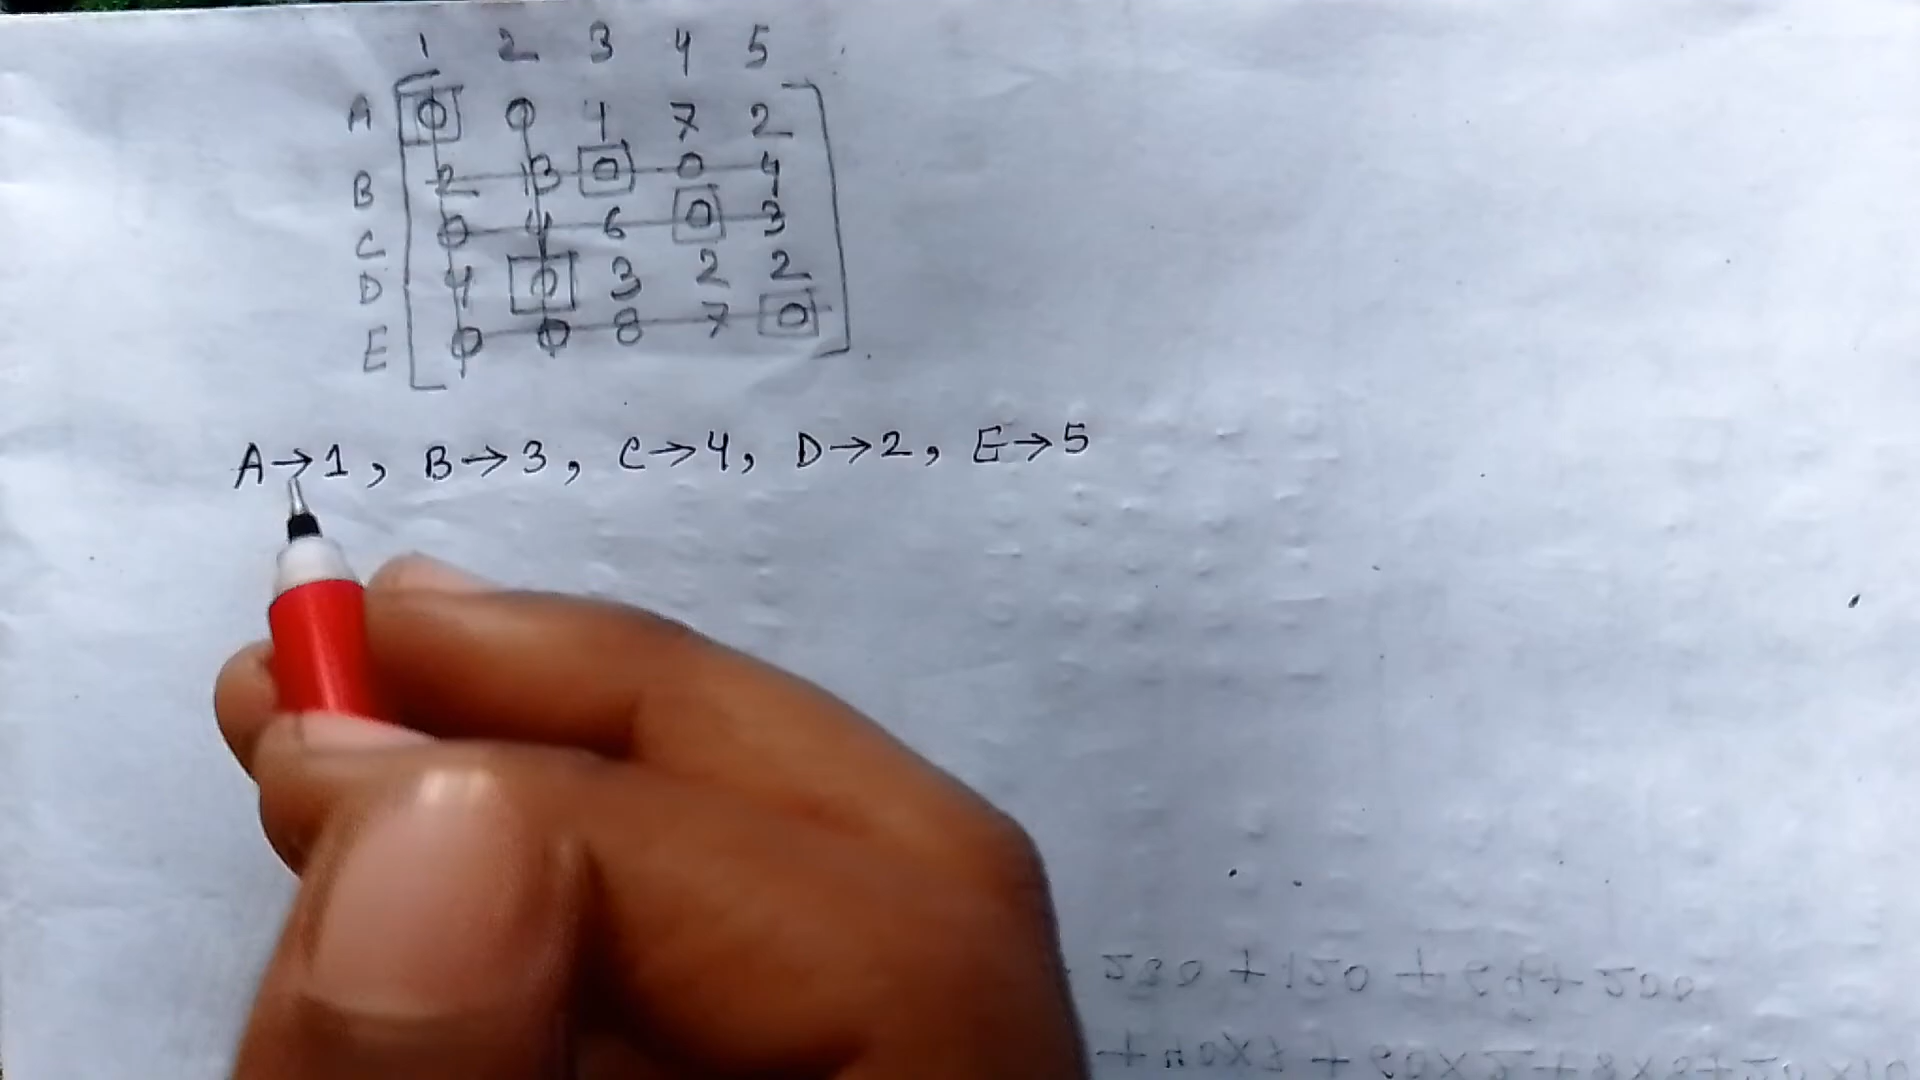 1 2 3 4 5
A 0 0 4 7 2
B 2 13 0 0 4
C 0 4 6 0 3
D 4 0 3 2 2
E 0 0 8 7 0
A→1, B→3, C→4, D→2, E→5